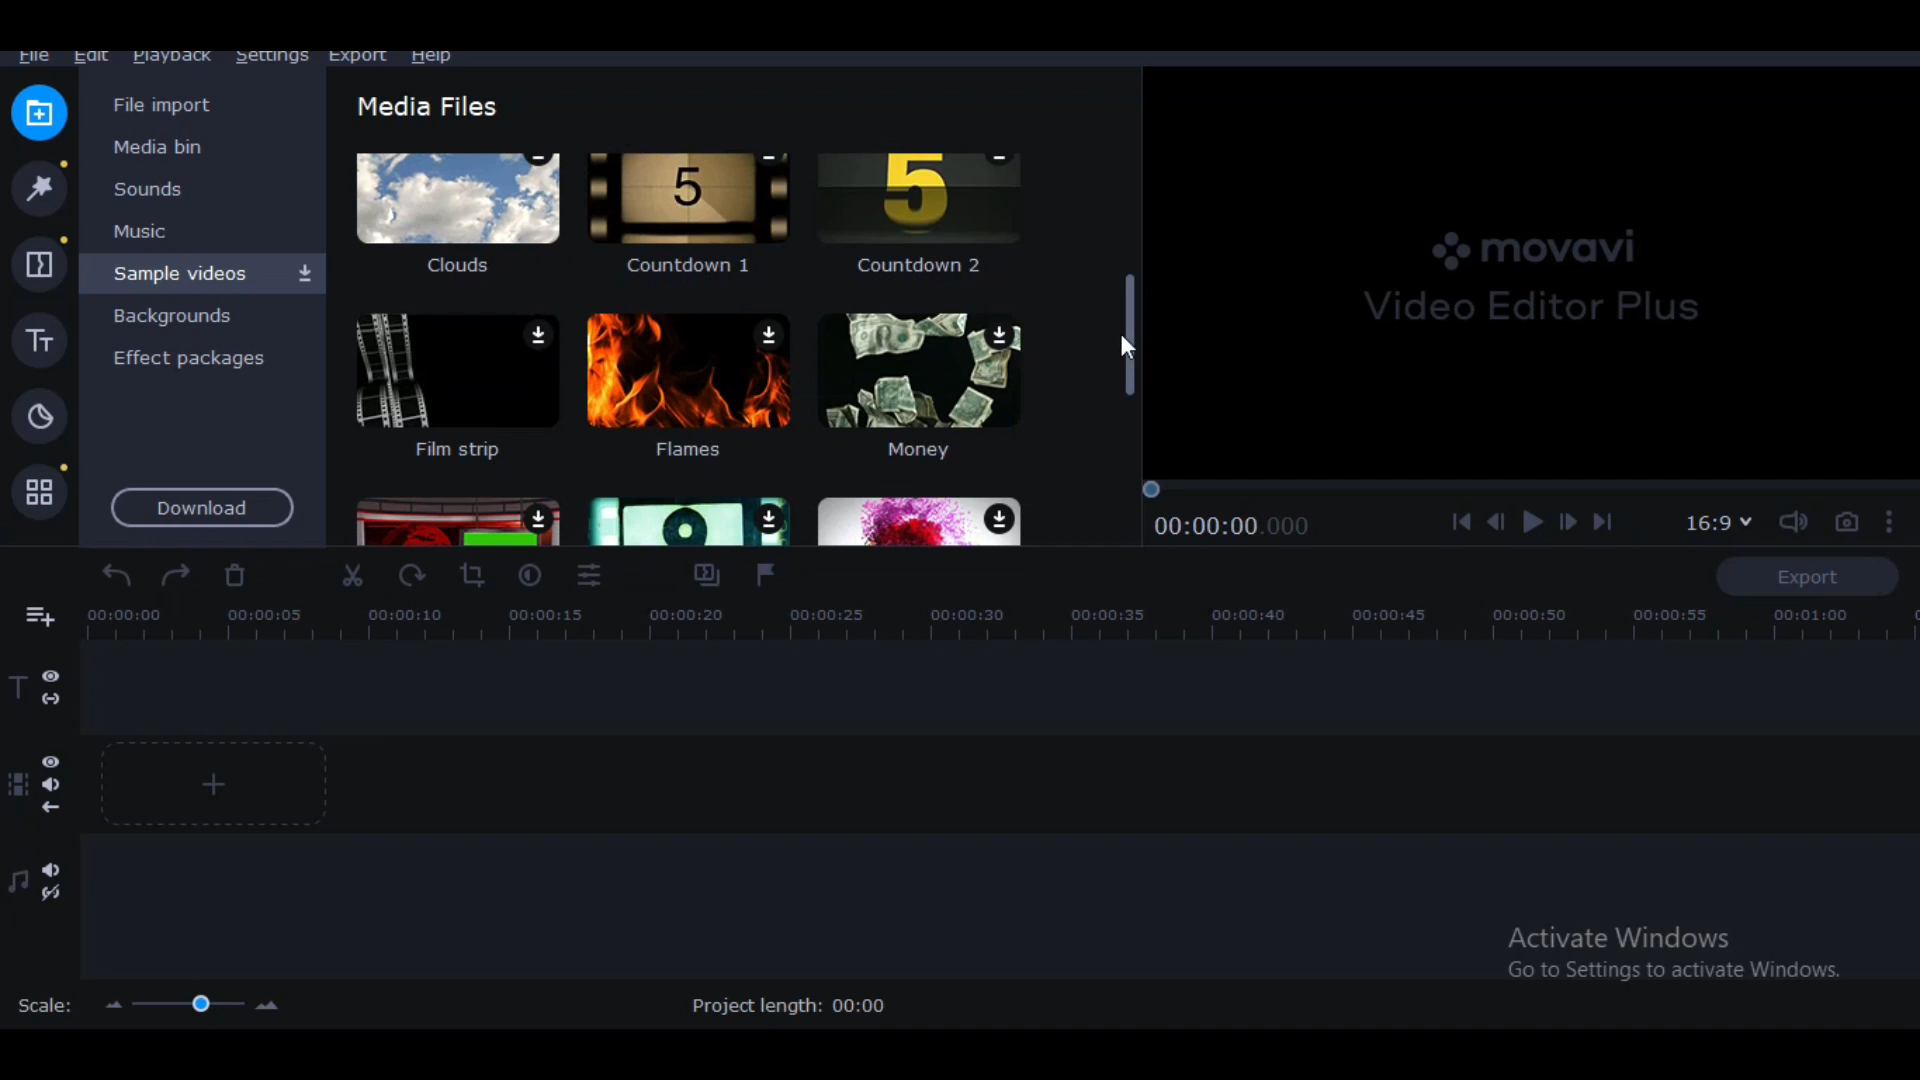 File Edit Playback Settings Export Help
File import
Media bin
Sounds
Music
Sample videos
Backgrounds
Effect packages
Download
Media Files
5
5
Clouds
Countdown 1
Countdown 2
Film strip
Flames
Money
movavi
Video Editor Plus
00:00:00.000
16:9
Export
00:00:00 00:00:05 00:00:10 00:00:15 00:00:20 00:00:25 00:00:30 00:00:35 00:00:40 00:00:45 00:00:50 00:00:55 00:01:00
Activate Windows
Go to Settings to activate Windows.
Scale:
Project length: 00:00